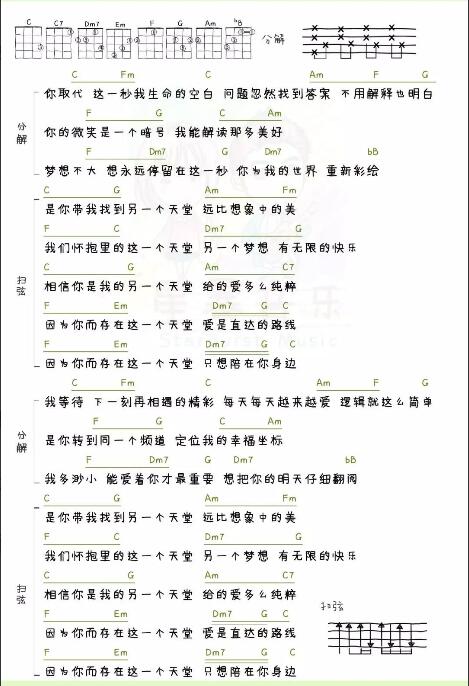 C C7 Dm7 Em F G Am bB 分解
C Fm C Am F G
你取代 这一秒我生命的空白 问题忽然找到答案 不用解释也明白
F G C Am
你的微笑是一个暗号 我能解读那多美好
F Dm7 G Dm7 bB
梦想不大 想永远停留在这一秒 你为我的世界 重新彩绘
分解
C G Am Fm
是你带我找到另一个天堂 远比想象中的美
F C Dm7 G
我们怀抱里的这一个天堂 另一个梦想 有无限的快乐
C G Am C7
相信你是我的另一个天堂 给的爱多么纯粹
F Em Dm7 G C
因为你而存在这一个天堂 爱是直达的路线
F Em Dm7 G C
因为你而存在这一个天堂 只想陪在你身边
扫弦
C Fm C Am F G
我等待 下一刻再相遇的精彩 每天每天越来越爱 逻辑就这么简单
F G C Am
是你转到同一个频道 定位我的幸福坐标
F Dm7 G Dm7 bB
我多渺小 能爱着你才最重要 想把你的明天仔细翻阅
分解
C G Am Fm
是你带我找到另一个天堂 远比想象中的美
F C Dm7 G
我们怀抱里的这一个天堂 另一个梦想 有无限的快乐
C G Am C7
相信你是我的另一个天堂 给的爱多么纯粹
F Em Dm7 G C
因为你而存在这一个天堂 爱是直达的路线
F Em Dm7 G C
因为你而存在这一个天堂 只想陪在你身边
扫弦
扫弦